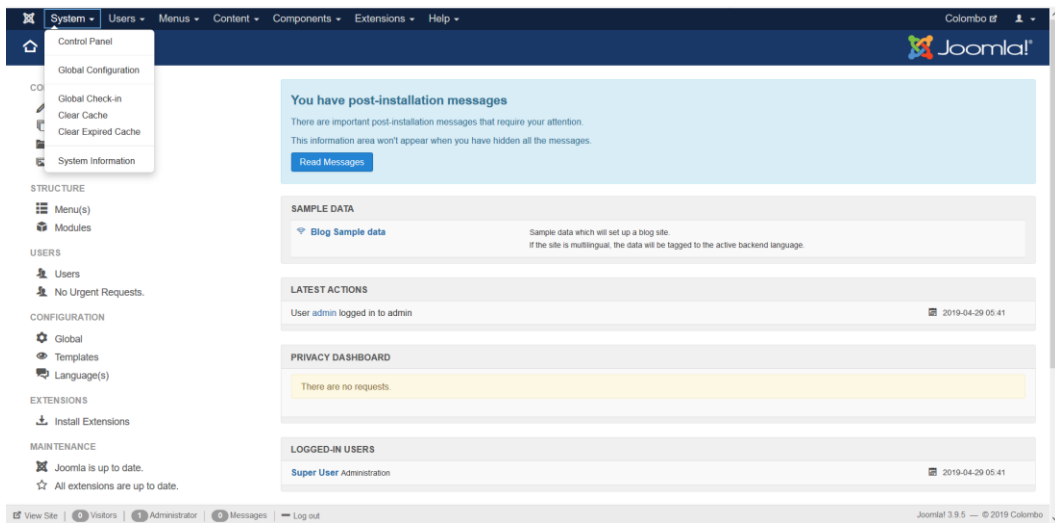 System Users Menus Content Components Extensions Help Colombo
Joomla!
Control Panel
Global Configuration
Global Check-in
Clear Cache
Clear Expired Cache
System Information
CO
STRUCTURE
Menu(s)
Modules
USERS
Users
No Urgent Requests.
CONFIGURATION
Global
Templates
Language(s)
EXTENSIONS
Install Extensions
MAINTENANCE
Joomla is up to date.
All extensions are up to date.
You have post-installation messages
There are important post-installation messages that require your attention.
This information area won't appear when you have hidden all the messages.
Read Messages
SAMPLE DATA
Blog Sample data
Sample data which will set up a blog site.
If the site is multilingual, the data will be tagged to the active backend language.
LATEST ACTIONS
User admin logged in to admin 2019-04-29 05:41
PRIVACY DASHBOARD
There are no requests.
LOGGED-IN USERS
Super User Administration 2019-04-29 05:41
View Site | 0 Visitors | 1 Administrator | 0 Messages | Log out Joomla! 3.9.5 — © 2019 Colombo